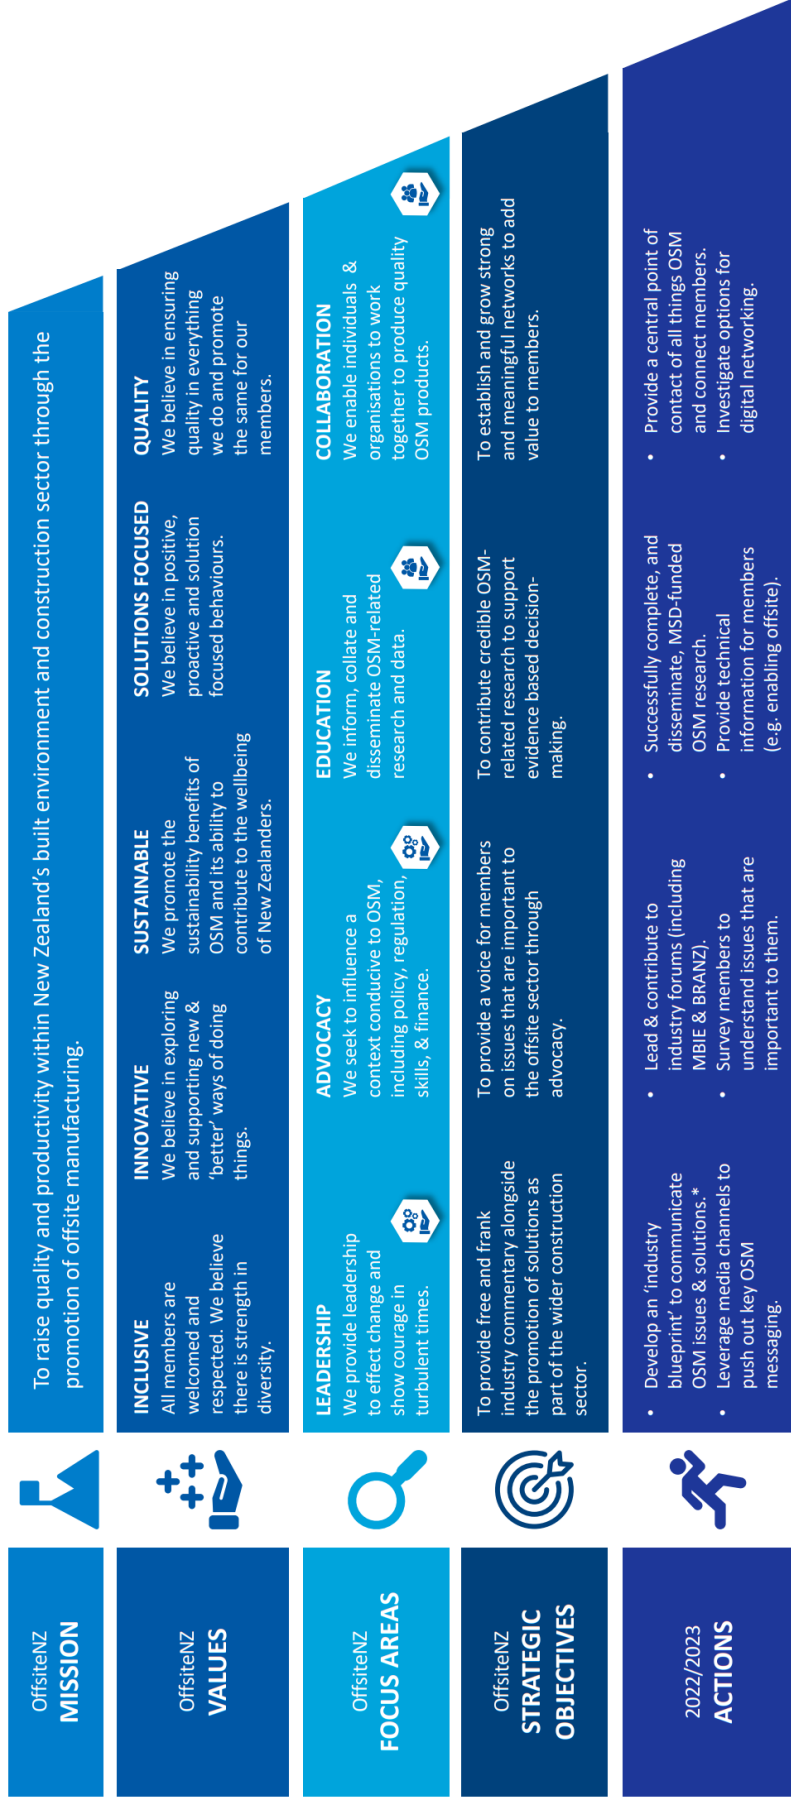 OffsiteNZ
MISSION
To raise quality and productivity within New Zealand's built environment and construction sector through the
promotion of offsite manufacturing.
OffsiteNZ
VALUES
INCLUSIVE
All members are
welcomed and
respected. We believe
there is strength in
diversity.
INNOVATIVE
We believe in exploring
and supporting new &
'better' ways of doing
things.
SUSTAINABLE
We promote the
sustainability benefits of
OSM and its ability to
contribute to the wellbeing
of New Zealanders.
SOLUTIONS FOCUSED
We believe in positive,
proactive and solution
focused behaviours.
QUALITY
We believe in ensuring
quality in everything
we do and promote
the same for our
members.
OffsiteNZ
FOCUS AREAS
LEADERSHIP
We provide leadership
to effect change and
show courage in
turbulent times.
ADVOCACY
We seek to influence a
context conducive to OSM,
including policy, regulation,
skills, & finance.
EDUCATION
We inform, collate and
disseminate OSM-related
research and data.
COLLABORATION
We enable individuals &
organisations to work
together to produce quality
OSM products.
OffsiteNZ
STRATEGIC
OBJECTIVES
To provide free and frank
industry commentary alongside
the promotion of solutions as
part of the wider construction
sector.
To provide a voice for members
on issues that are important to
the offsite sector through
advocacy.
To contribute credible OSM-
related research to support
evidence based decision-
making.
To establish and grow strong
and meaningful networks to add
value to members.
2022/2023
ACTIONS
• Develop an 'industry
blueprint' to communicate
OSM issues & solutions.*
• Leverage media channels to
push out key OSM
messaging.
• Lead & contribute to
industry forums (including
MBIE & BRANZ).
• Survey members to
understand issues that are
important to them.
• Successfully complete, and
disseminate, MSD-funded
OSM research.
• Provide technical
information for members
(e.g. enabling offsite).
• Provide a central point of
contact of all things OSM
and connect members.
• Investigate options for
digital networking.